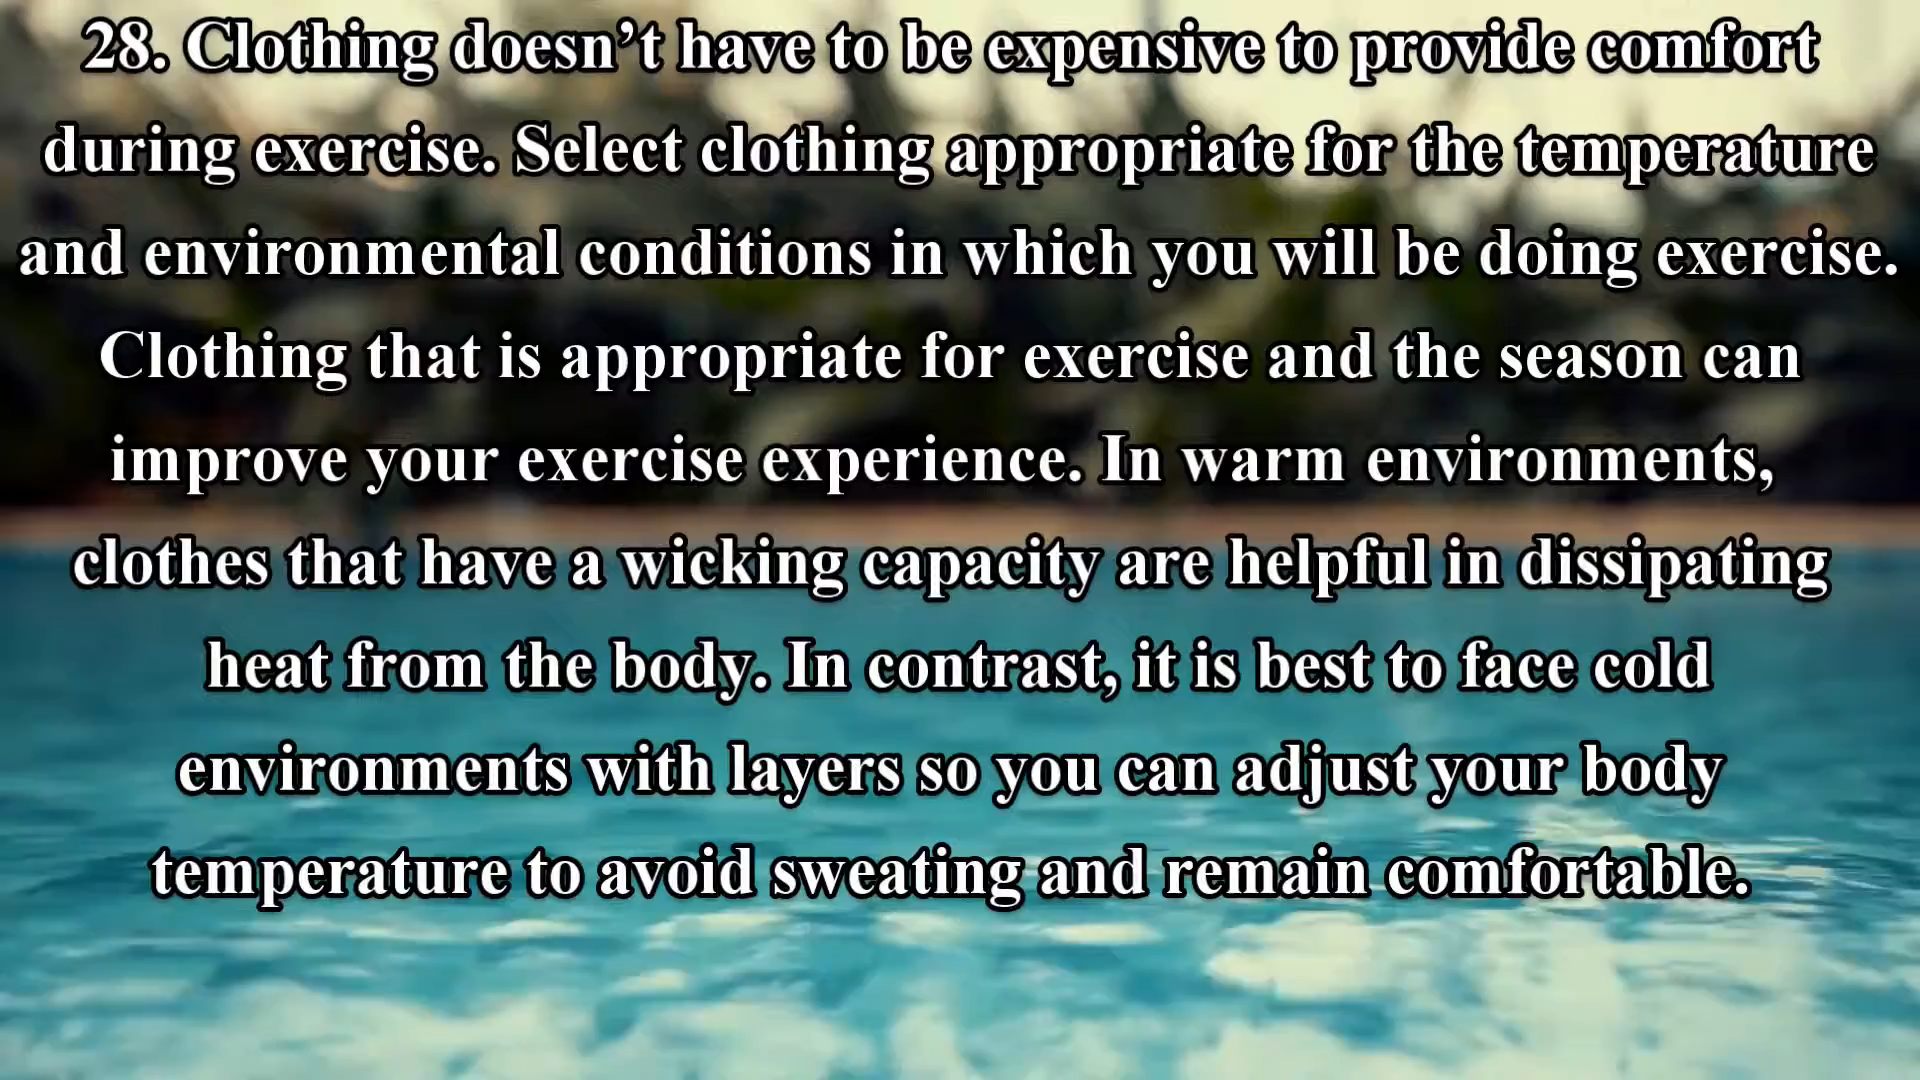 28. Clothing doesn’t have to be expensive to provide comfort
during exercise. Select clothing appropriate for the temperature
and environmental conditions in which you will be doing exercise.
Clothing that is appropriate for exercise and the season can
improve your exercise experience. In warm environments,
clothes that have a wicking capacity are helpful in dissipating
heat from the body. In contrast, it is best to face cold
environments with layers so you can adjust your body
temperature to avoid sweating and remain comfortable.